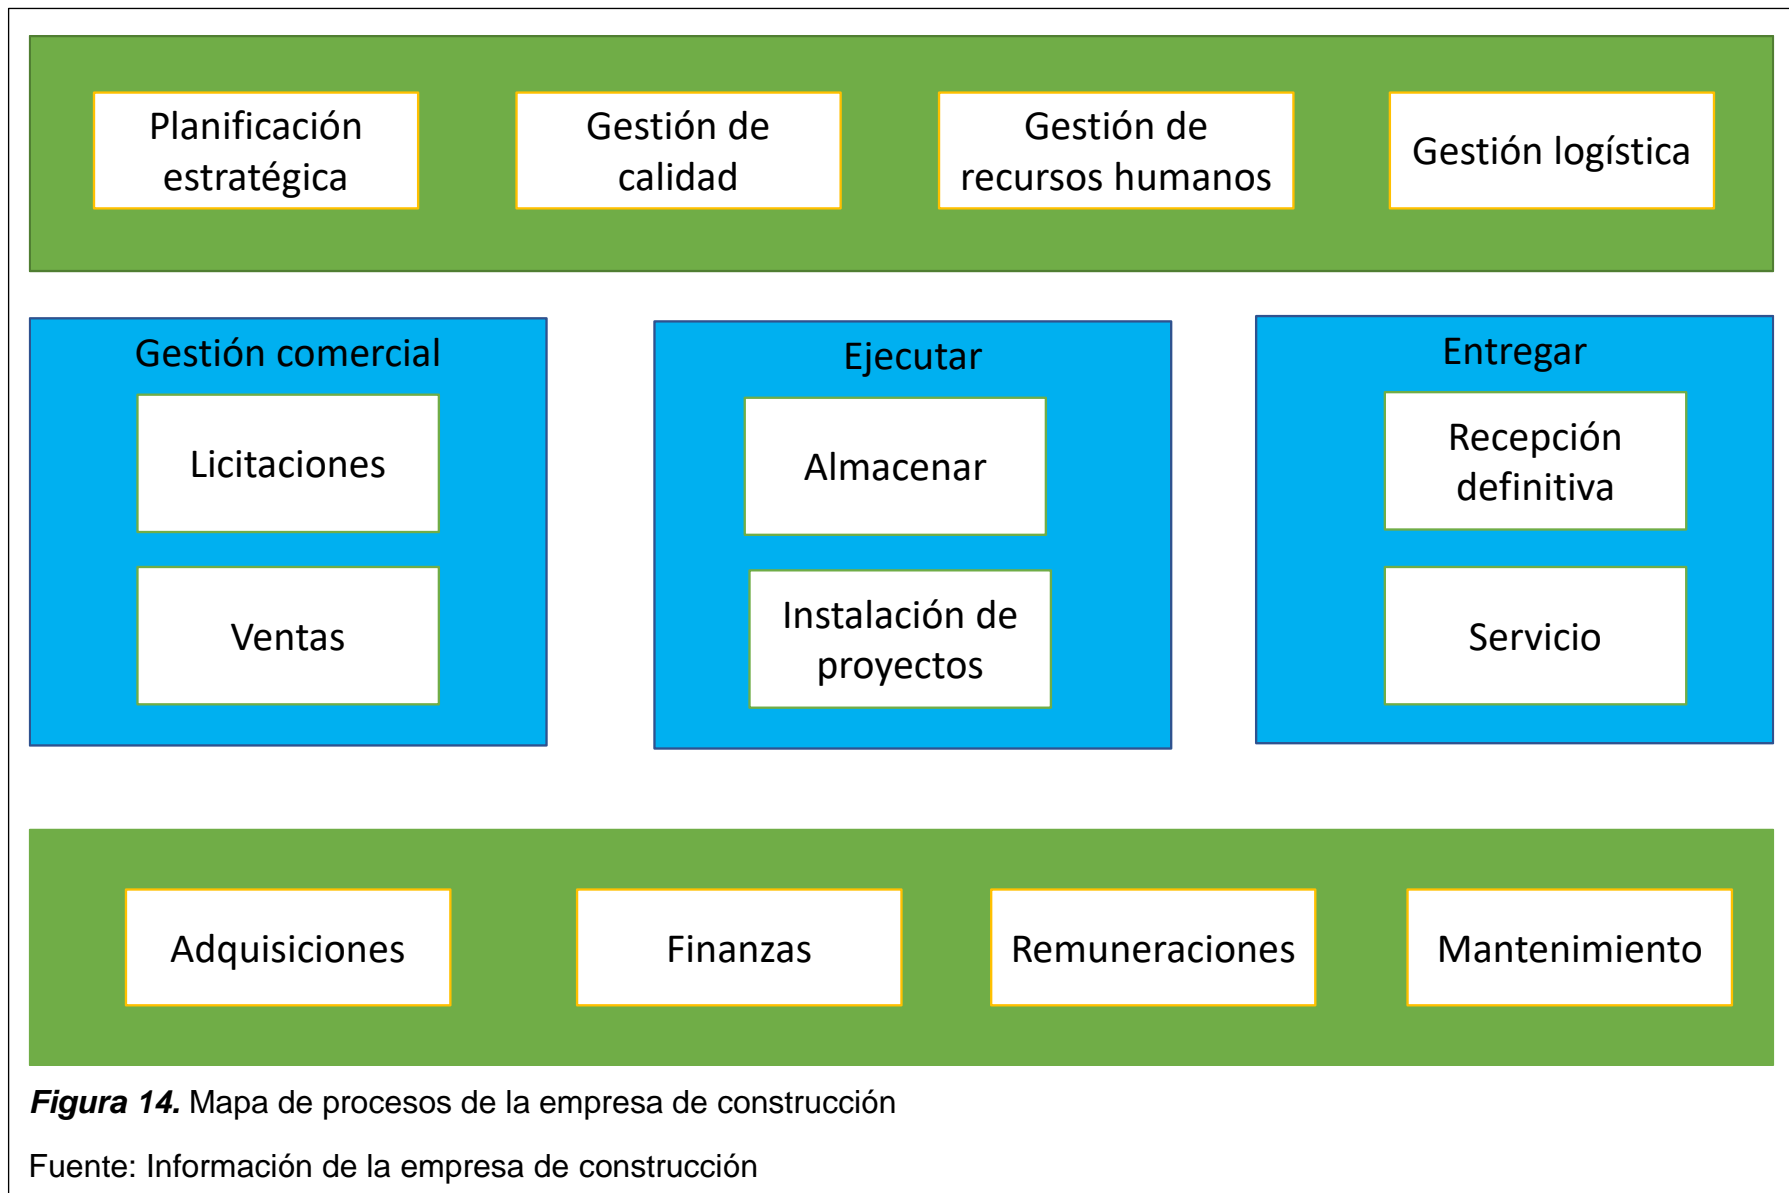 Planificación
estratégica
Gestión de
calidad
Gestión de
recursos humanos
Gestión logística
Gestión comercial
Licitaciones
Ventas
Ejecutar
Almacenar
Instalación de
proyectos
Entregar
Recepción
definitiva
Servicio
Adquisiciones
Finanzas
Remuneraciones
Mantenimiento
Figura 14. Mapa de procesos de la empresa de construcción
Fuente: Información de la empresa de construcción